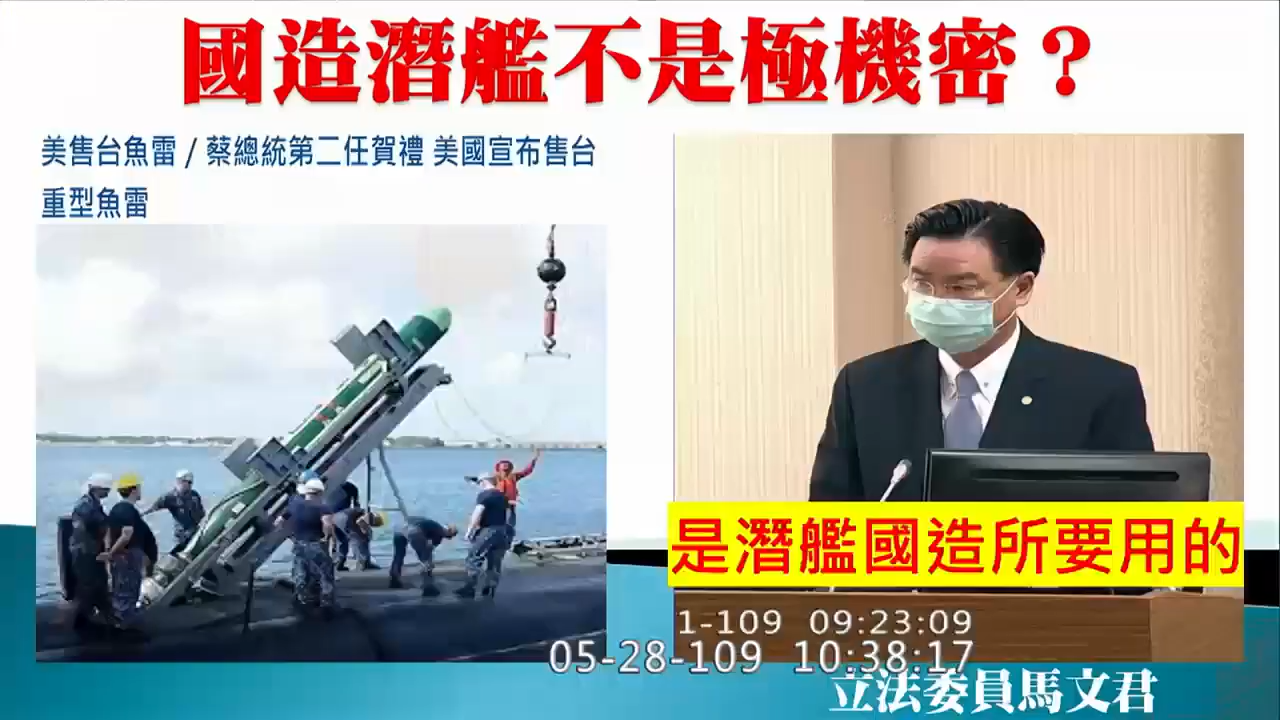 國造潛艦不是極機密？
美售台魚雷 / 蔡總統第二任賀禮 美國宣布售台
重型魚雷
是潛艦國造所要用的
1-109 09:23:09
05-28-109 10:38:17
立法委員馬文君